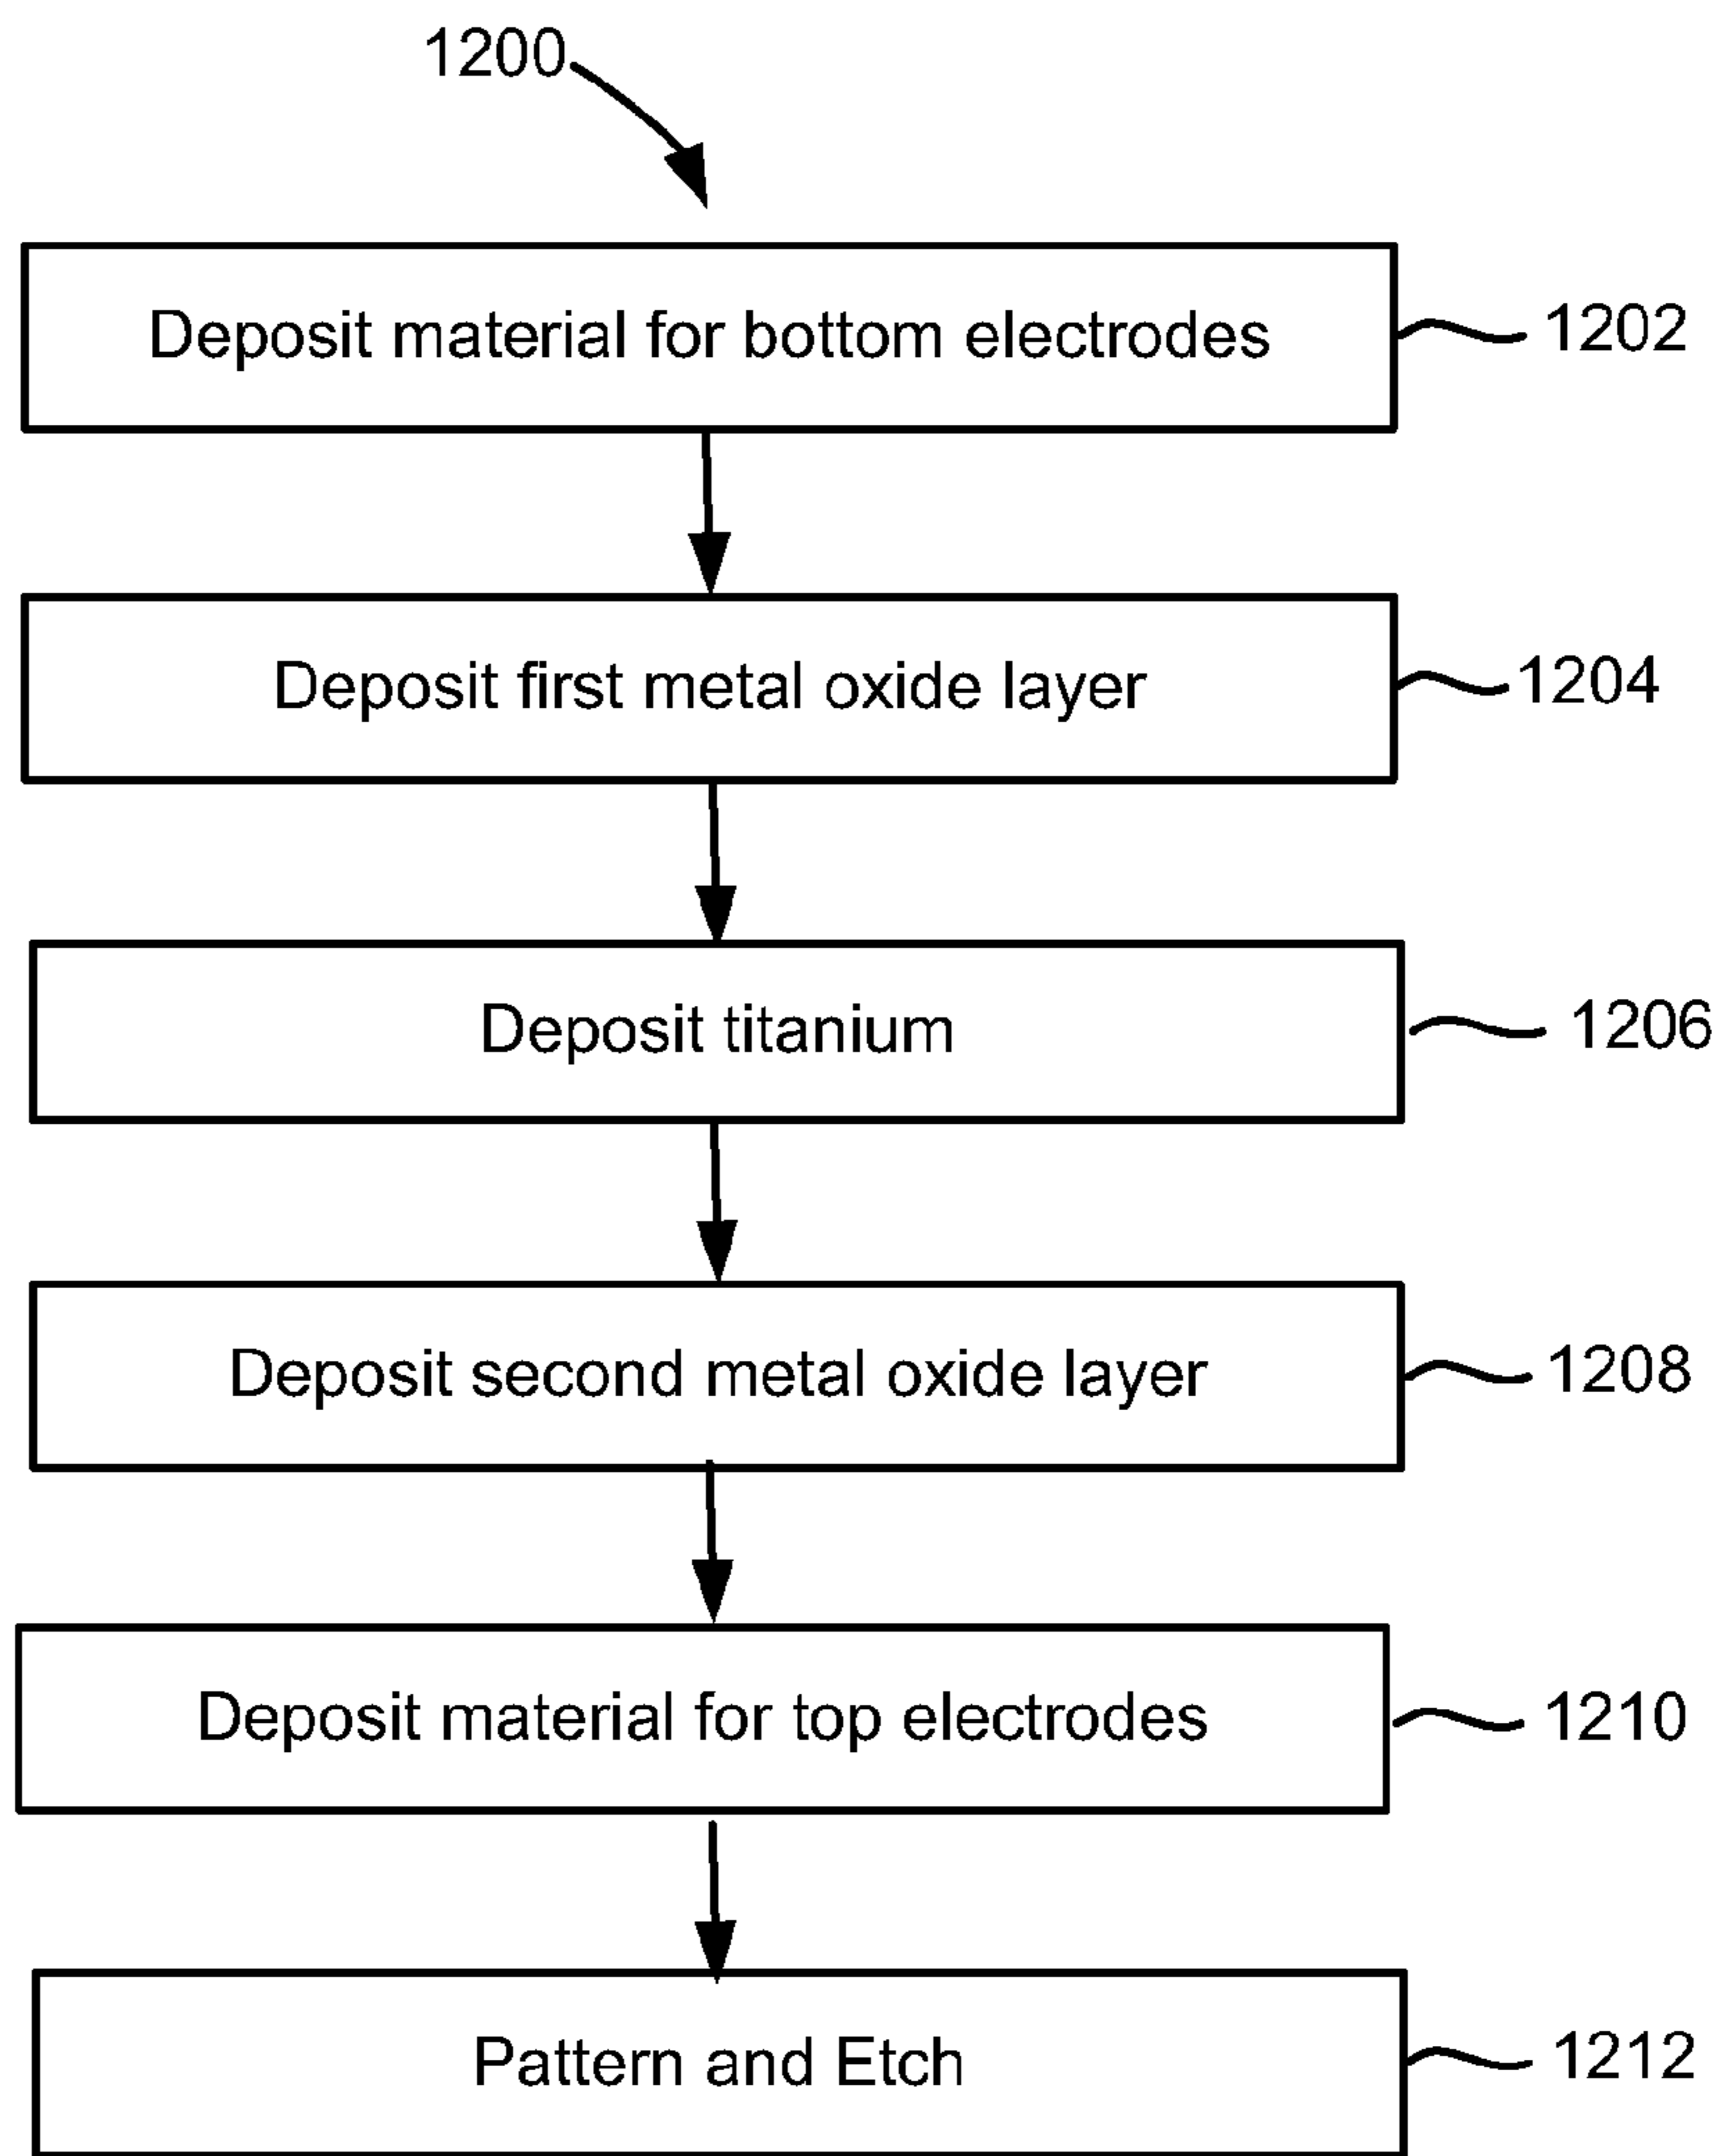 1200
Deposit material for bottom electrodes
1202
Deposit first metal oxide layer
1204
Deposit titanium
1206
Deposit second metal oxide layer
1208
Deposit material for top electrodes
1210
Pattern and Etch
1212